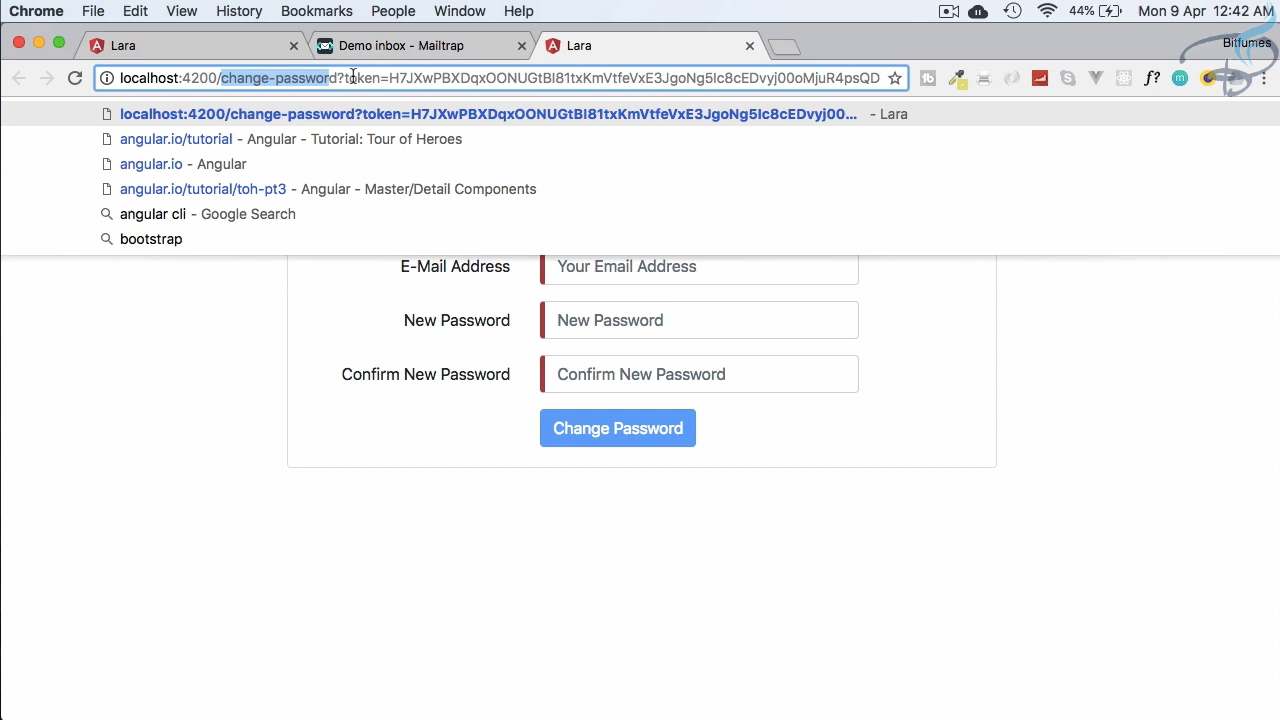 Chrome File Edit View History Bookmarks People Window Help 44% Mon 9 Apr 12:42 AM
Lara Demo inbox - Mailtrap Lara Bitfumes
localhost:4200/change-password?token=H7JXwPBXDqxOONUGtBI81txKmVtfeVxE3JgoNg5Ic8cEDvyj00oMjuR4psQD
localhost:4200/change-password?token=H7JXwPBXDqxOONUGtBI81txKmVtfeVxE3JgoNg5Ic8cEDvyj00... - Lara
angular.io/tutorial - Angular - Tutorial: Tour of Heroes
angular.io - Angular
angular.io/tutorial/toh-pt3 - Angular - Master/Detail Components
angular cli - Google Search
bootstrap
E-Mail Address Your Email Address
New Password New Password
Confirm New Password Confirm New Password
Change Password